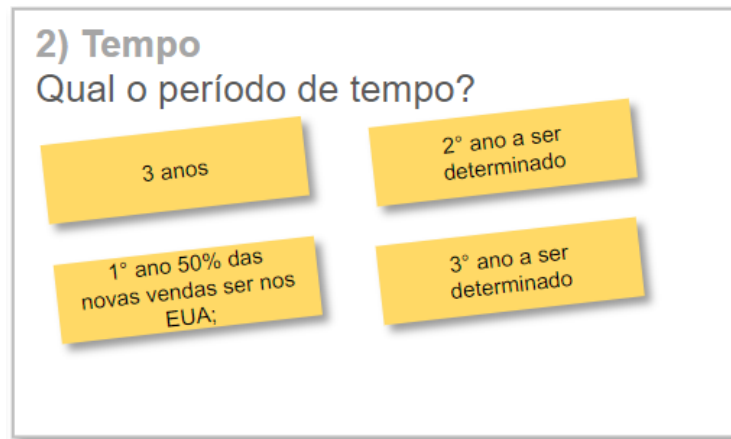 2) Tempo
Qual o período de tempo?
3 anos
2° ano a ser
determinado
1° ano 50% das
novas vendas ser nos
EUA;
3° ano a ser
determinado